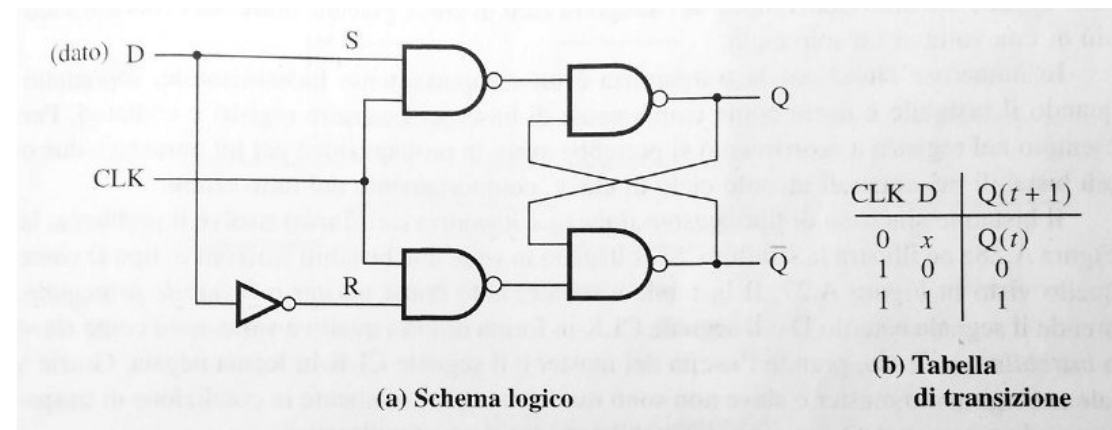 (dato) D
S
Q
CLK
R
Q̅
CLK D Q(t + 1)
0 x Q(t)
1 0 0
1 1 1
(a) Schema logico
(b) Tabella
di transizione